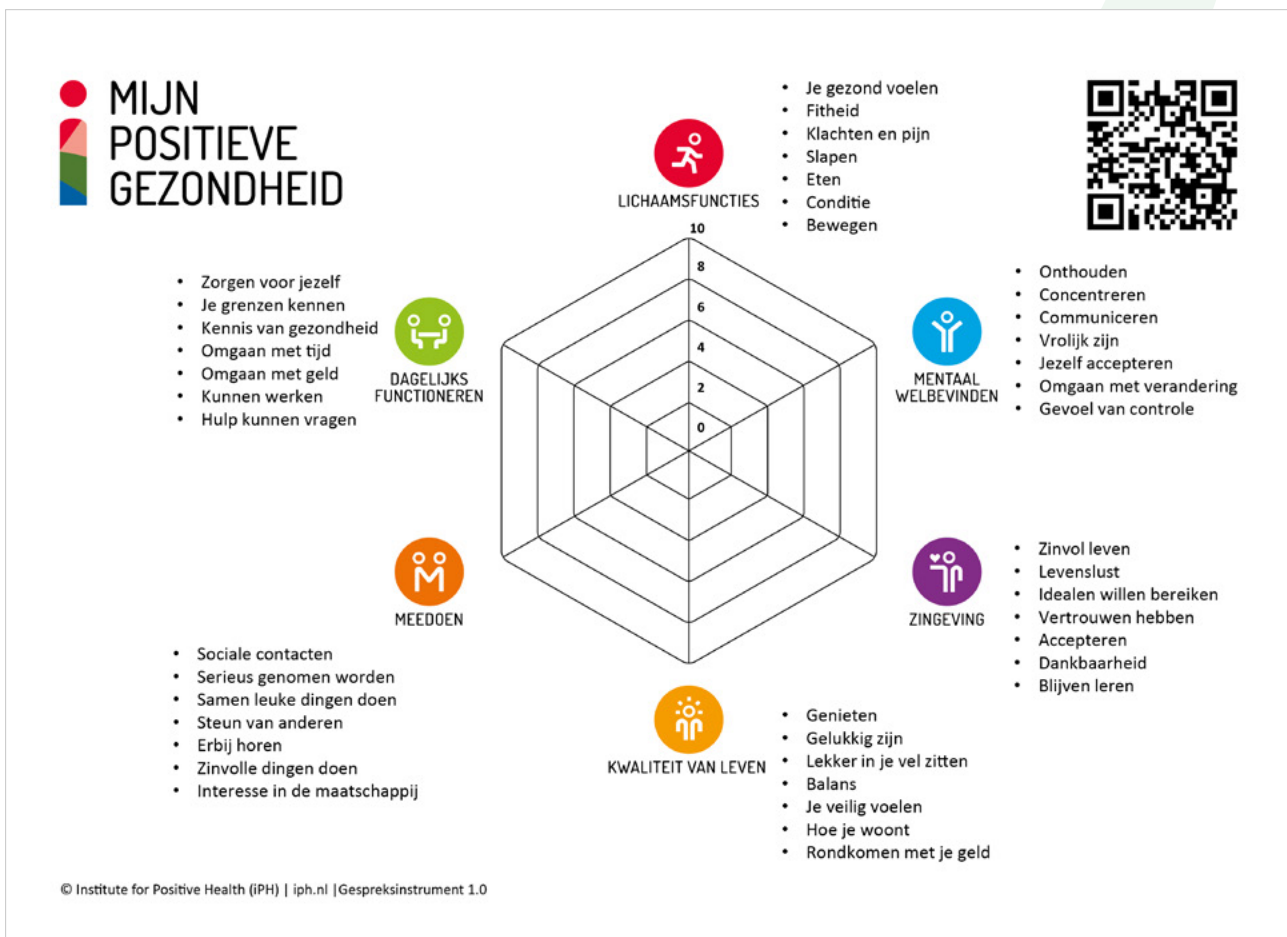 MIJN
POSITIEVE
GEZONDHEID
• Je gezond voelen
• Fitheid
• Klachten en pijn
• Slapen
• Eten
• Conditie
• Bewegen
LICHAAMSFUNCTIES
10
8
6
4
2
0
• Onthouden
• Concentreren
• Communiceren
• Vrolijk zijn
• Jezelf accepteren
• Omgaan met verandering
• Gevoel van controle
MENTAAL
WELBEVINDEN
• Zinvol leven
• Levenslust
• Idealen willen bereiken
• Vertrouwen hebben
• Accepteren
• Dankbaarheid
• Blijven leren
ZINGEVING
• Genieten
• Gelukkig zijn
• Lekker in je vel zitten
• Balans
• Je veilig voelen
• Hoe je woont
• Rondkomen met je geld
KWALITEIT VAN LEVEN
MEEDOEN
• Sociale contacten
• Serieus genomen worden
• Samen leuke dingen doen
• Steun van anderen
• Erbij horen
• Zinvolle dingen doen
• Interesse in de maatschappij
• Zorgen voor jezelf
• Je grenzen kennen
• Kennis van gezondheid
• Omgaan met tijd
• Omgaan met geld
• Kunnen werken
• Hulp kunnen vragen
DAGELIJKS
FUNCTIONEREN
© Institute for Positive Health (iPH) | iph.nl |Gespreksinstrument 1.0